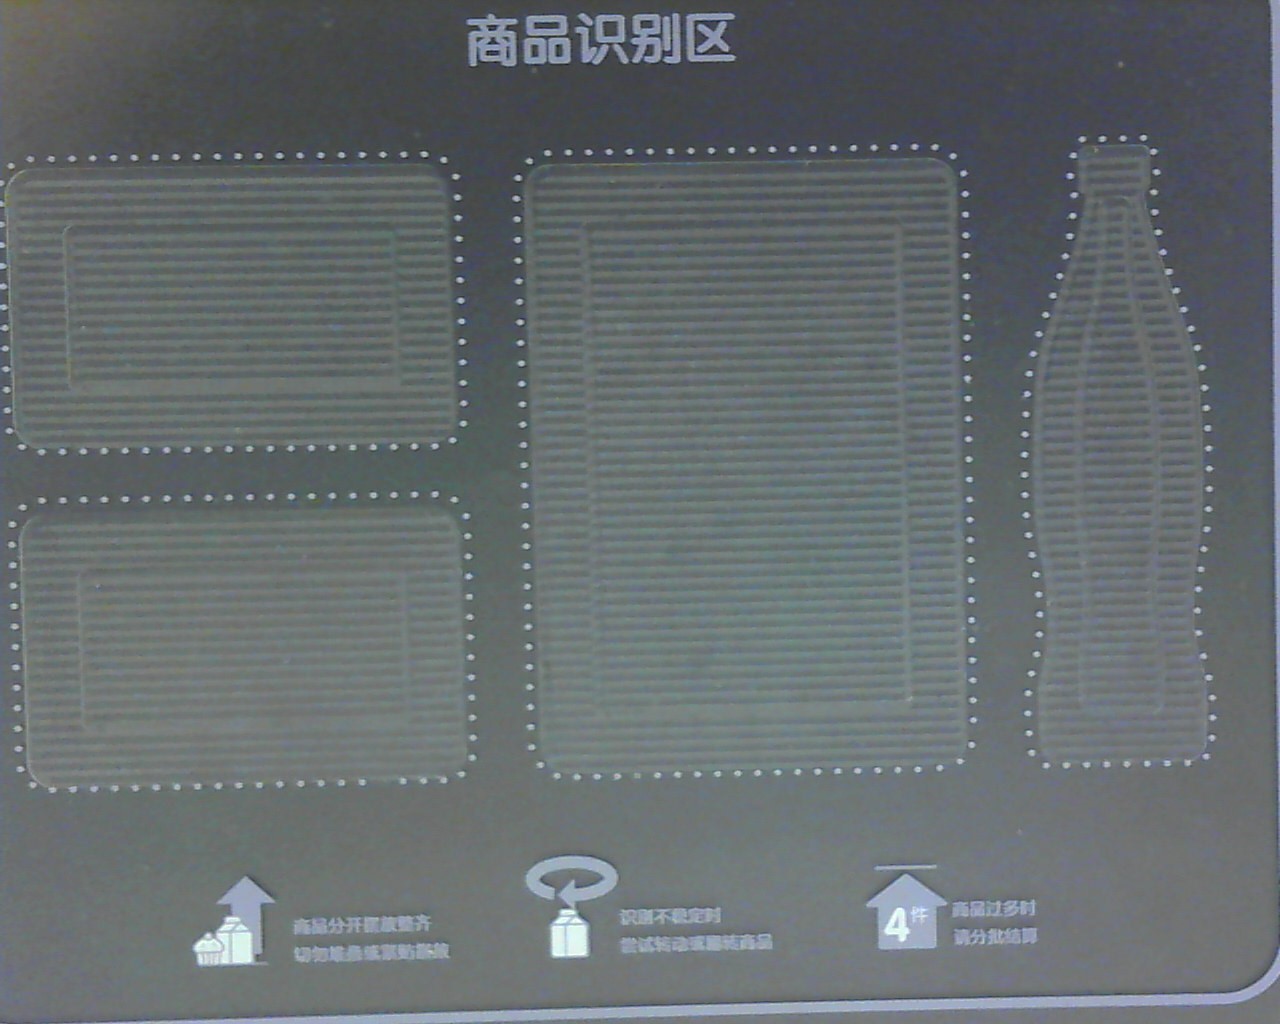 商品识别区
商品分开摆放整齐
切勿堆叠或紧贴摆放
识别不稳定时
尝试转动或翻转商品
4件
商品过多时
请分批结算